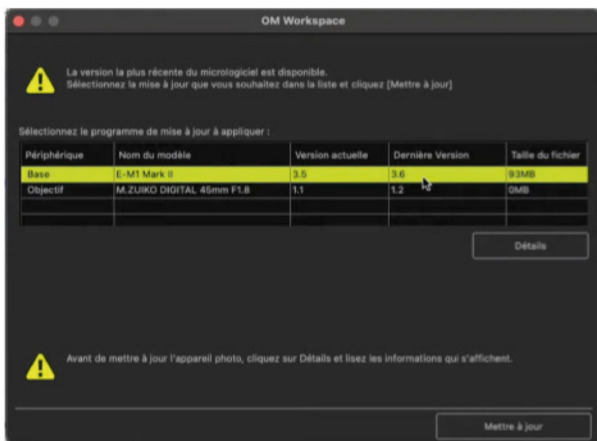 OM Workspace
La version la plus récente du micrologiciel est disponible.
Sélectionnez la mise à jour que vous souhaitez dans la liste et cliquez [Mettre à jour]
Sélectionnez le programme de mise à jour à appliquer :
Périphérique Nom du modèle Version actuelle Dernière Version Taille du fichier
Base E-M1 Mark II 3.5 3.6 93MB
Objectif M.ZUIKO DIGITAL 45mm F1.8 1.1 1.2 0MB
Détails
Avant de mettre à jour l'appareil photo, cliquez sur Détails et lisez les informations qui s'affichent.
Mettre à jour